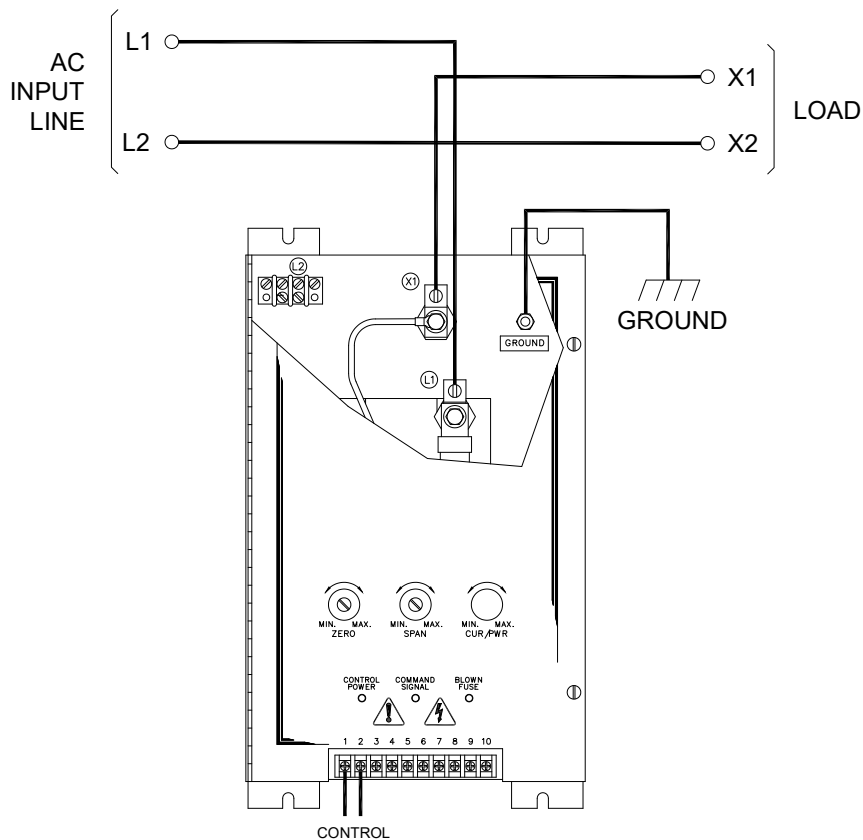 AC
INPUT
LINE
L1
L2
X1
X2
LOAD
L2
X1
GROUND
GROUND
L1
MIN. MAX.
ZERO
MIN. MAX.
SPAN
MIN. MAX.
CUR/PWR
CONTROL
POWER
COMMAND
SIGNAL
BLOWN
FUSE
1 2 3 4 5 6 7 8 9 10
CONTROL